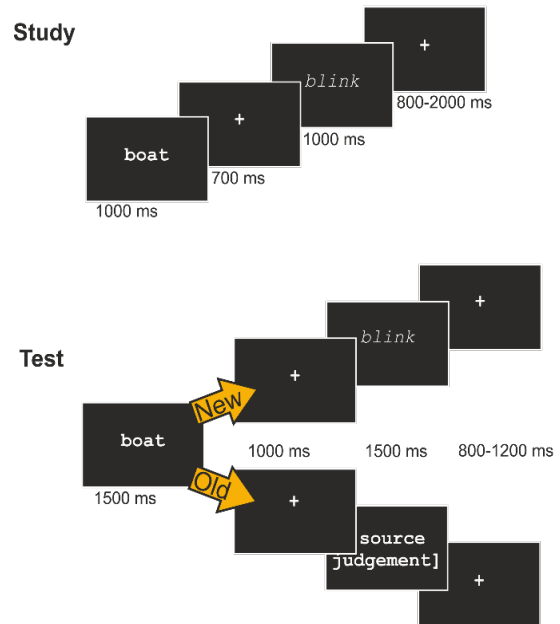 Study
boat
1000 ms
+
700 ms
blink
1000 ms
+
800-2000 ms
Test
boat
1500 ms
New
+
blink
+
1000 ms
1500 ms
800-1200 ms
Old
+
source
judgement]
+